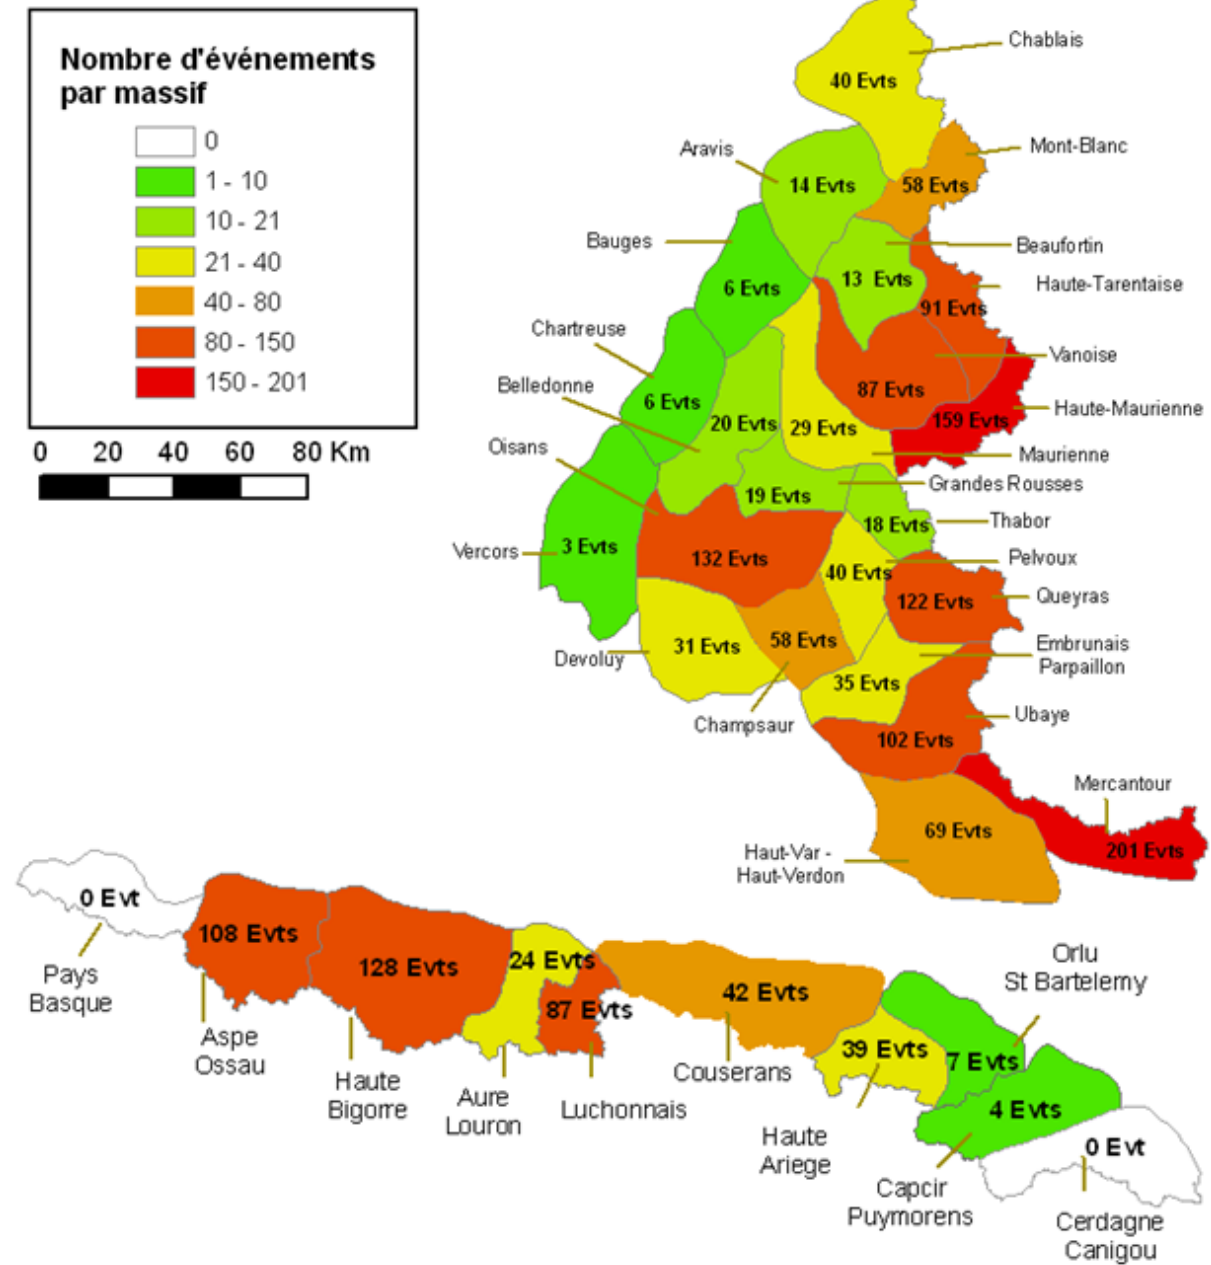 Nombre d'événements
par massif
0
1 - 10
10 - 21
21 - 40
40 - 80
80 - 150
150 - 201
0 20 40 60 80 Km
Chablais
40 Evts
Mont-Blanc
58 Evts
Aravis
14 Evts
Bauges
6 Evts
Beaufortin
13 Evts
Haute-Tarentaise
91 Evts
Chartreuse
6 Evts
Vanoise
87 Evts
Belledonne
20 Evts
Haute-Maurienne
159 Evts
29 Evts
Maurienne
Oisans
132 Evts
Grandes Rousses
19 Evts
Thabor
18 Evts
Vercors
3 Evts
Pelvoux
40 Evts
Queyras
122 Evts
Devoluy
31 Evts
58 Evts
Champsaur
Embrunais
Parpaillon
35 Evts
Ubaye
102 Evts
Mercantour
201 Evts
69 Evts
Haut-Var -
Haut-Verdon
0 Evt
Pays
Basque
108 Evts
Aspe
Ossau
128 Evts
Haute
Bigorre
24 Evts
Aure
Louron
87 Evts
Luchonnais
42 Evts
Couserans
39 Evts
Haute
Ariege
Orlu
St Bartelemy
7 Evts
4 Evts
Capcir
Puymorens
0 Evt
Cerdagne
Canigou